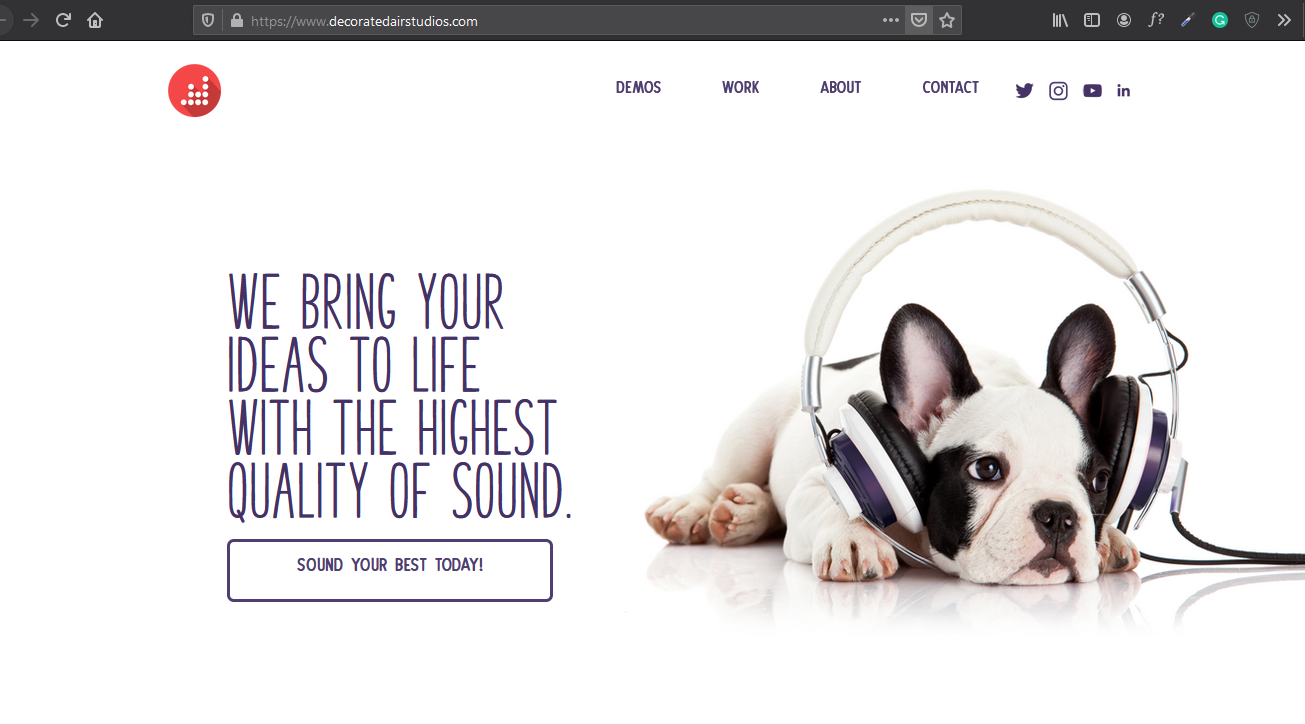 https://www.decoratedairstudios.com
DEMOS WORK ABOUT CONTACT
WE BRING YOUR
IDEAS TO LIFE
WITH THE HIGHEST
QUALITY OF SOUND.
SOUND YOUR BEST TODAY!